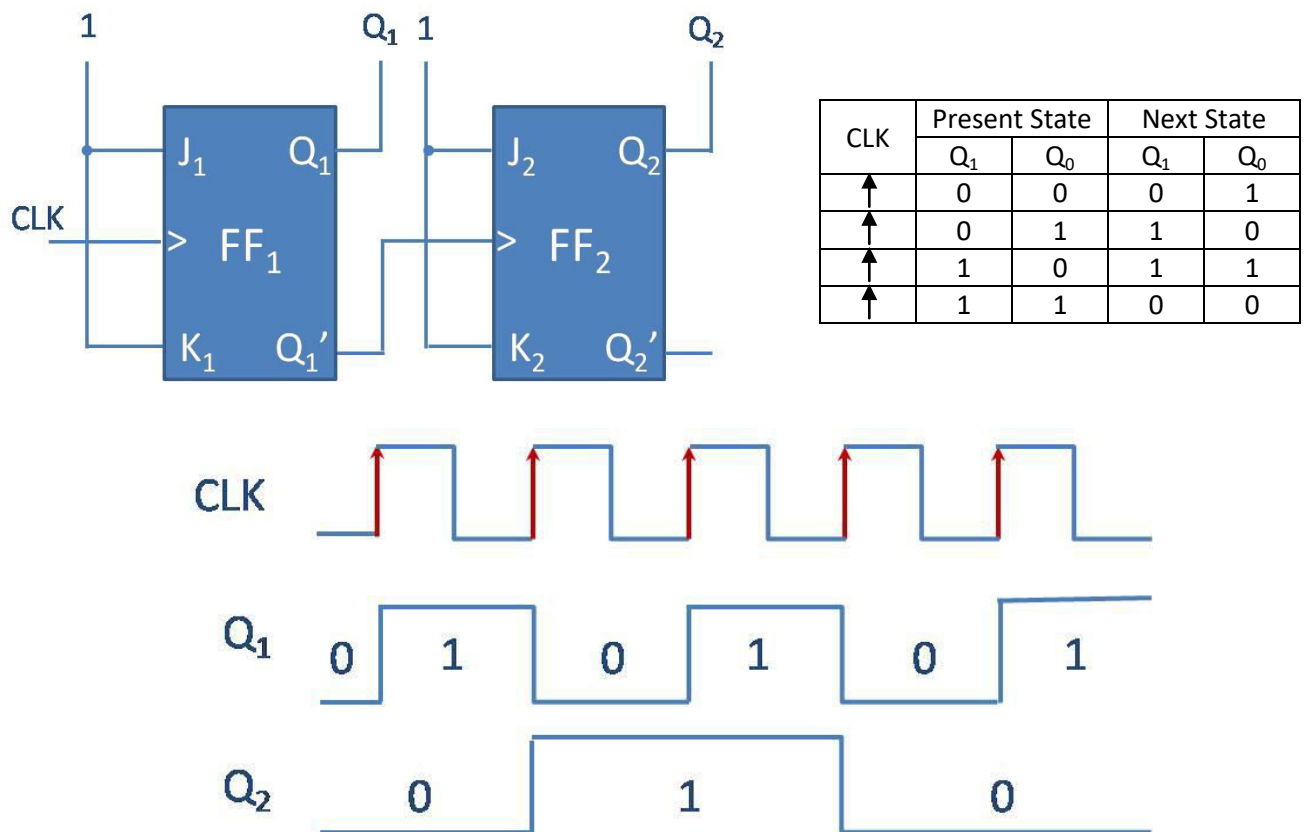 1 Q₁ 1 Q₂
J₁ Q₁ J₂ Q₂
CLK > FF₁ > FF₂
K₁ Q₁’ K₂ Q₂’
CLK Present State Next State
Q₁ Q₀ Q₁ Q₀
↑ 0 0 0 1
↑ 0 1 1 0
↑ 1 0 1 1
↑ 1 1 0 0
CLK
Q₁ 0 1 0 1 0 1
Q₂ 0 1 0